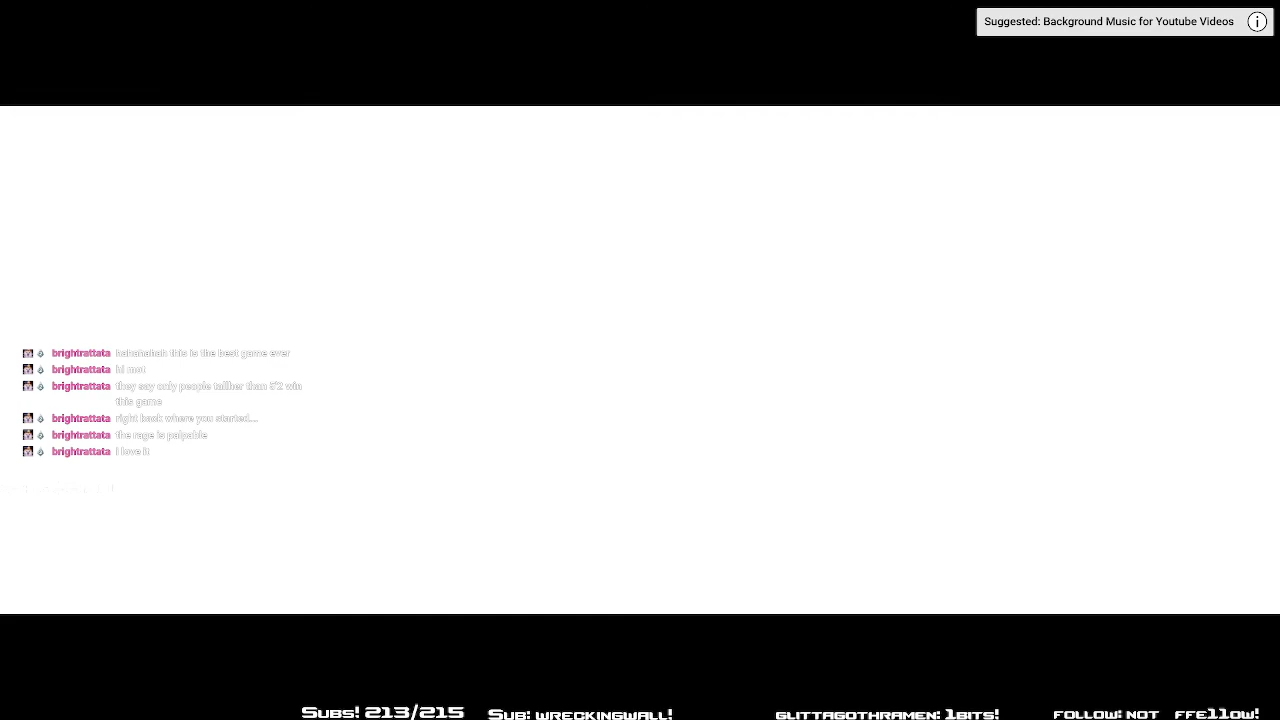 Suggested: Background Music for Youtube Videos
brightrattata hahahahah this is the best game ever
brightrattata hi mot
brightrattata they say only people tallher than 5'2 win
this game
brightrattata right back where you started...
brightrattata the rage is palpable
brightrattata I love it
Subs! 213/215 Sub: wreckingwall! glittagothramen: 1bits! follow: not ffellow!